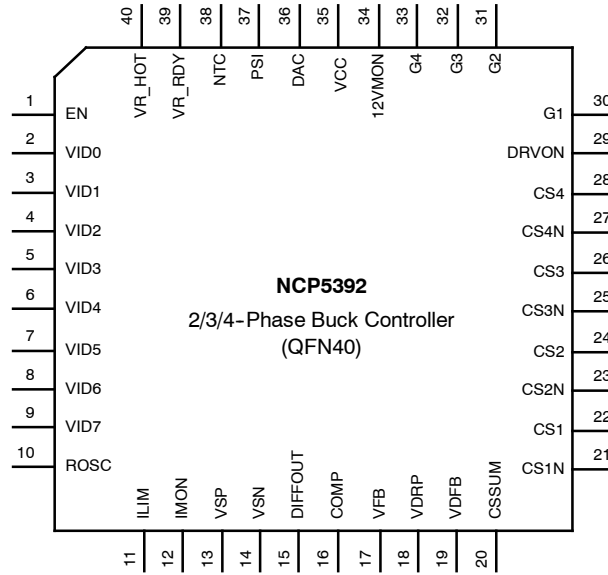 40 39 38 37 36 35 34 33 32 31
VR_HOT VR_RDY NTC PSI DAC VCC 12VMON G4 G3 G2
1 EN
2 VID0
3 VID1
4 VID2
5 VID3
6 VID4
7 VID5
8 VID6
9 VID7
10 ROSC
NCP5392
2/3/4-Phase Buck Controller
(QFN40)
G1 30
DRVON 29
CS4 28
CS4N 27
CS3 26
CS3N 25
CS2 24
CS2N 23
CS1 22
CS1N 21
ILIM IMON VSP VSN DIFFOUT COMP VFB VDRP VDFB CSSUM
11 12 13 14 15 16 17 18 19 20